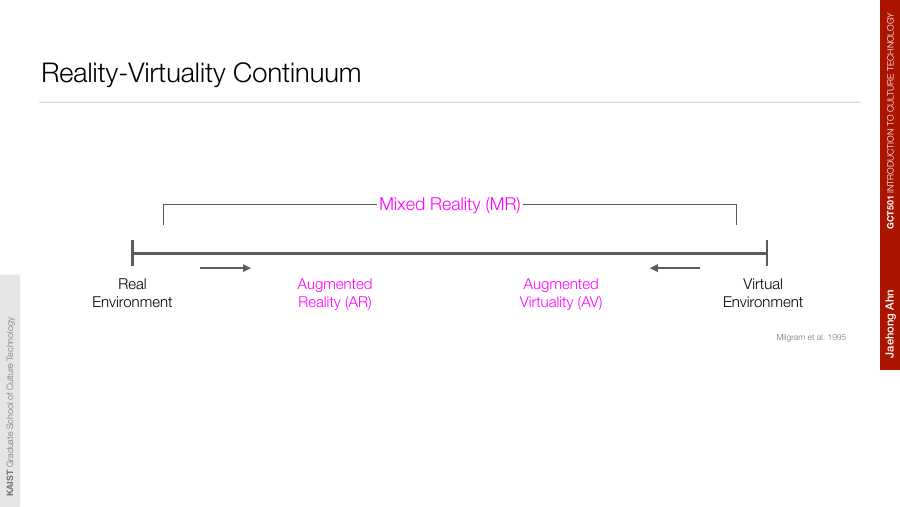 Reality-Virtuality Continuum
Mixed Reality (MR)
Real
Environment
Augmented
Reality (AR)
Augmented
Virtuality (AV)
Virtual
Environment
Milgram et al. 1995
GCT501 INTRODUCTION TO CULTURE TECHNOLOGY
Jaehong Ahn
KAIST Graduate School of Culture Technology